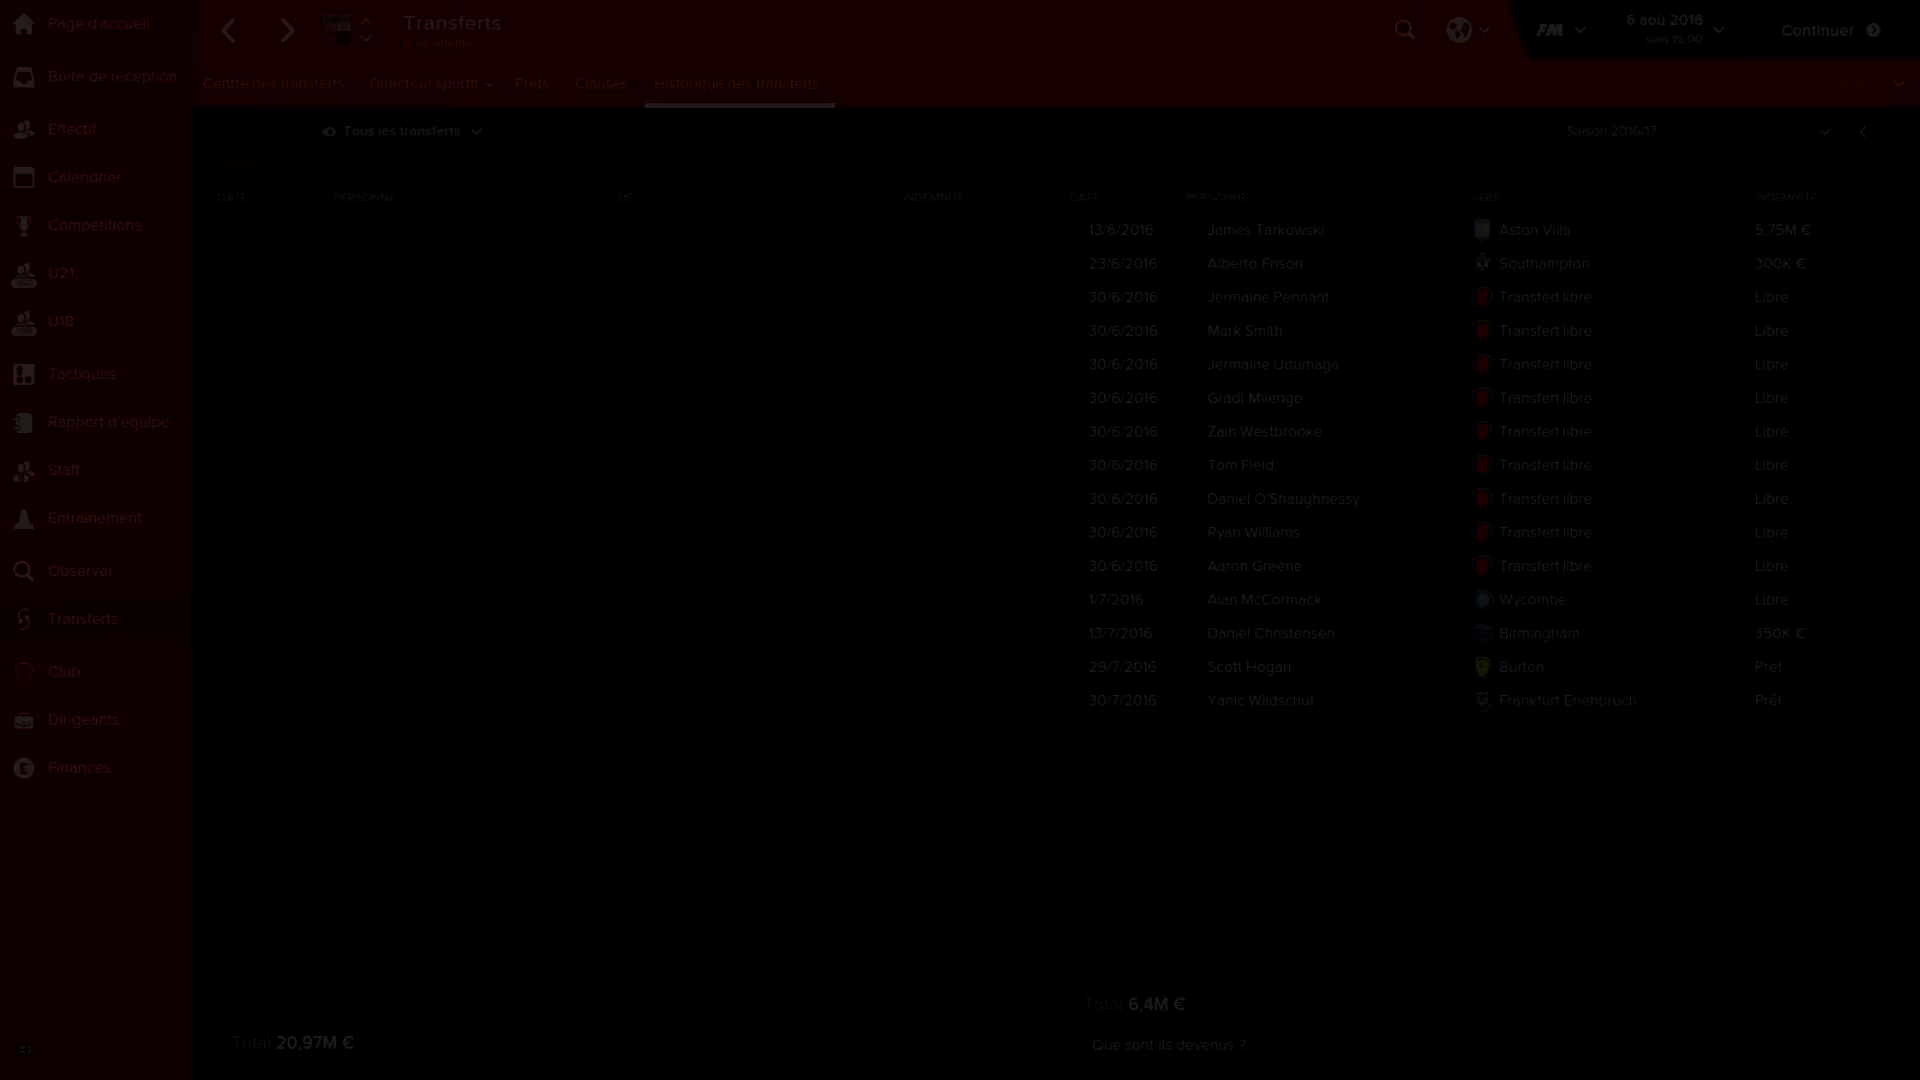 Page d'accueil
Boîte de réception
Effectif
Calendrier
Compétitions
U21
U18
Tactiques
Rapport d'équipe
Staff
Entraînement
Observer
Transferts
Club
Dirigeants
Finances
Transferts
FM
6 aoû 2016
sam 15:00
Continuer
Centre des transferts Directeur sportif Prêts Clauses Historique des transferts
Tous les transferts
Saison 2016/17
DATE PERSONNE DE INDEMNITÉ
DATE PERSONNE VERS INDEMNITÉ
13/6/2016 James Tarkowski Aston Villa 5,75M €
23/6/2016 Alberto Frison Southampton 300K €
30/6/2016 Jermaine Pennant Transfert libre Libre
30/6/2016 Mark Smith Transfert libre Libre
30/6/2016 Jermaine Udumaga Transfert libre Libre
30/6/2016 Gradi Milenge Transfert libre Libre
30/6/2016 Zain Westbrooke Transfert libre Libre
30/6/2016 Tom Field Transfert libre Libre
30/6/2016 Daniel O'Shaughnessy Transfert libre Libre
30/6/2016 Ryan Williams Transfert libre Libre
30/6/2016 Aaron Greene Transfert libre Libre
1/7/2016 Alan McCormack Wycombe Libre
13/7/2016 Daniel Christensen Birmingham 350K €
29/7/2016 Scott Hogan Burton Prêt
30/7/2016 Yanic Wildschut Frankfurt Erlenbruch Prêt
Total 6,4M €
Total 20,97M €
Que sont-ils devenus ?